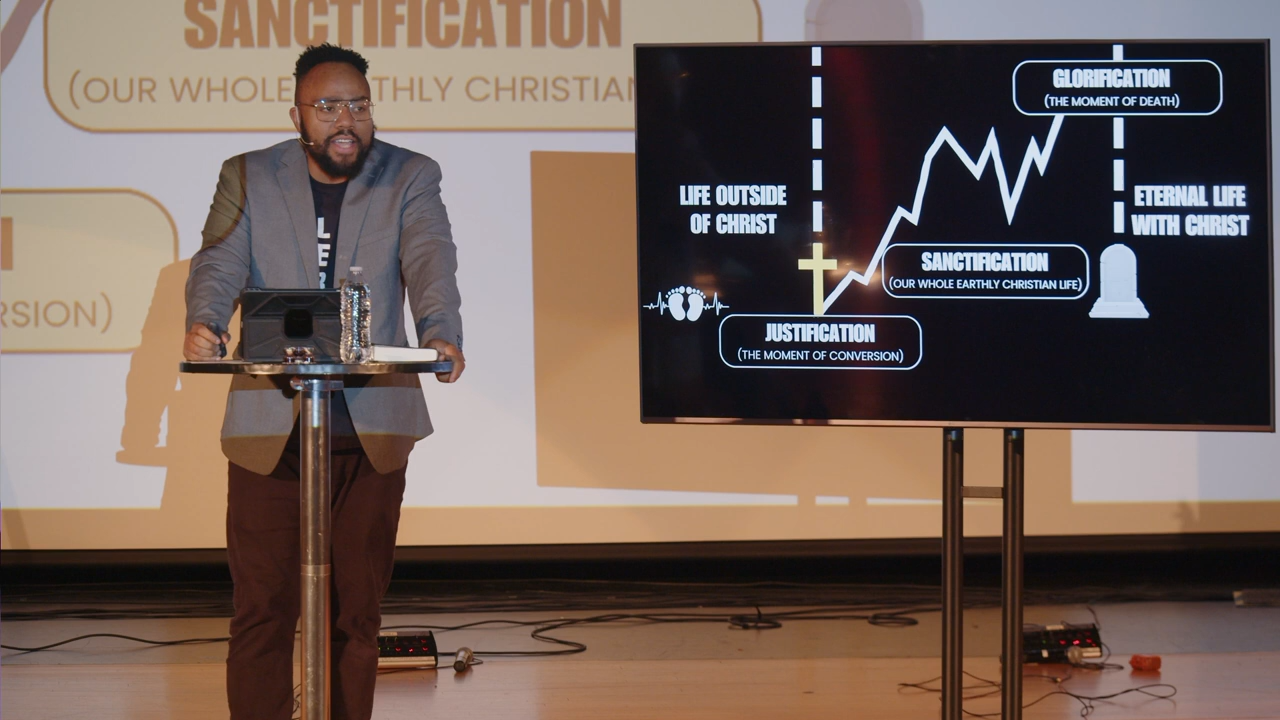 SANCTIFICATION
(OUR WHOLE EARTHLY CHRISTIAN
RSION)
L
E
GLORIFICATION
(THE MOMENT OF DEATH)
LIFE OUTSIDE
OF CHRIST
ETERNAL LIFE
WITH CHRIST
SANCTIFICATION
(OUR WHOLE EARTHLY CHRISTIAN LIFE)
JUSTIFICATION
(THE MOMENT OF CONVERSION)